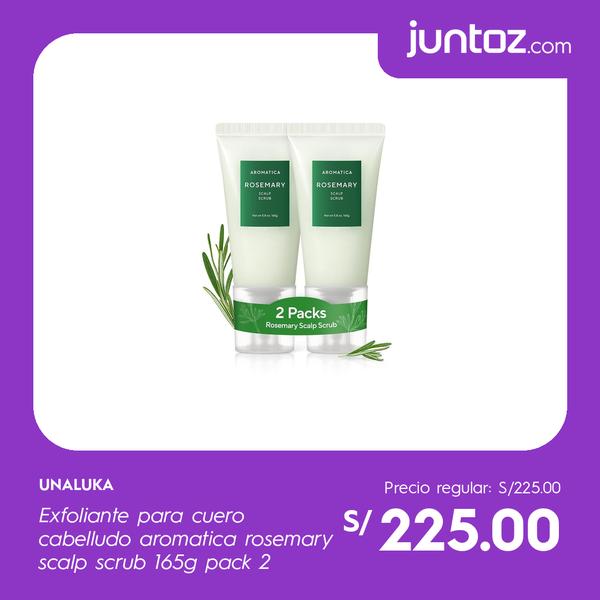 juntoz.com
AROMATICA
ROSEMARY
SCALP
SCRUB
AROMATICA
ROSEMARY
SCALP
SCRUB
2 Packs
Rosemary Scalp Scrub
UNALUKA
Exfoliante para cuero
cabelludo aromatica rosemary
scalp scrub 165g pack 2
Precio regular: S/225.00
S/ 225.00